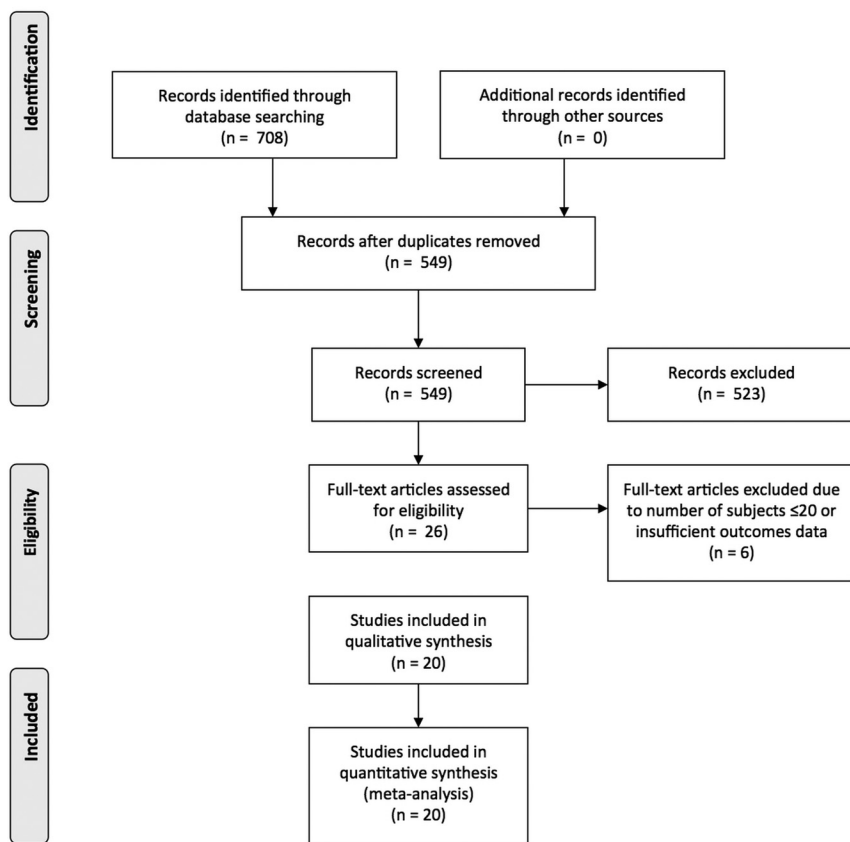 Identification
Records identified through
database searching
(n = 708)
Additional records identified
through other sources
(n = 0)
Screening
Records after duplicates removed
(n = 549)
Records screened
(n = 549)
Records excluded
(n = 523)
Eligibility
Full-text articles assessed
for eligibility
(n = 26)
Full-text articles excluded due
to number of subjects ≤20 or
insufficient outcomes data
(n = 6)
Studies included in
qualitative synthesis
(n = 20)
Included
Studies included in
quantitative synthesis
(meta-analysis)
(n = 20)